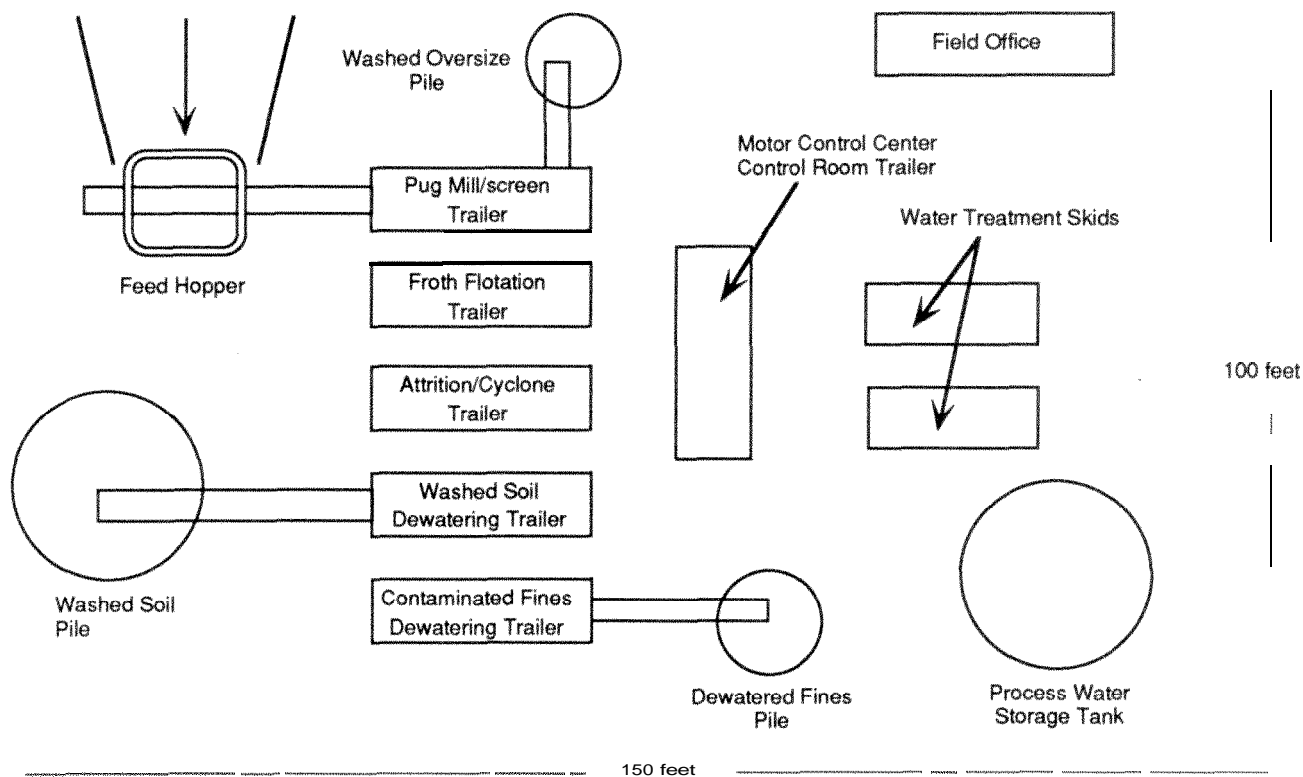 Field Office
Washed Oversize
Pile
Motor Control Center
Control Room Trailer
Pug Mill/screen
Trailer
Water Treatment Skids
Feed Hopper
Froth Flotation
Trailer
100 feet
Attrition/Cyclone
Trailer
Washed Soil
Dewatering Trailer
Contaminated Fines
Dewatering Trailer
Washed Soil
Pile
Dewatered Fines
Pile
Process Water
Storage Tank
150 feet